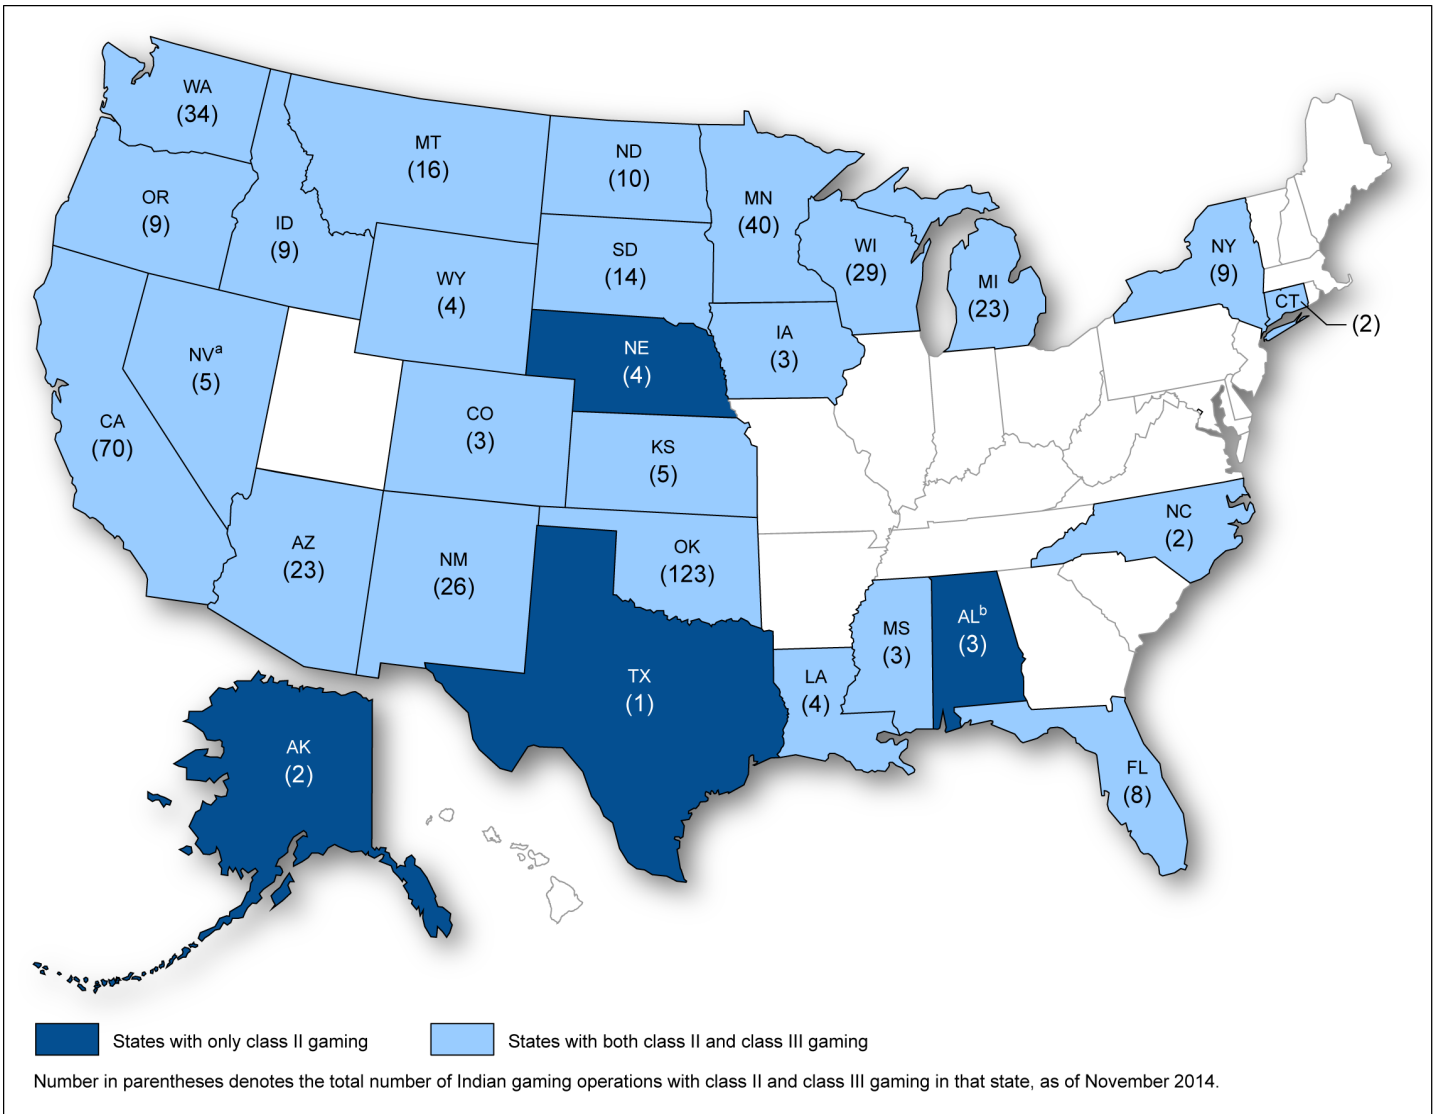 WA
(34)
MT
(16)
ND
(10)
MN
(40)
OR
(9)
ID
(9)
SD
(14)
WI
(29)
NY
(9)
WY
(4)
MI
(23)
CT
(2)
NVa
(5)
NE
(4)
IA
(3)
CA
(70)
CO
(3)
KS
(5)
AZ
(23)
NM
(26)
OK
(123)
NC
(2)
MS
(3)
ALb
(3)
TX
(1)
LA
(4)
AK
(2)
FL
(8)
States with only class II gaming
States with both class II and class III gaming
Number in parentheses denotes the total number of Indian gaming operations with class II and class III gaming in that state, as of November 2014.